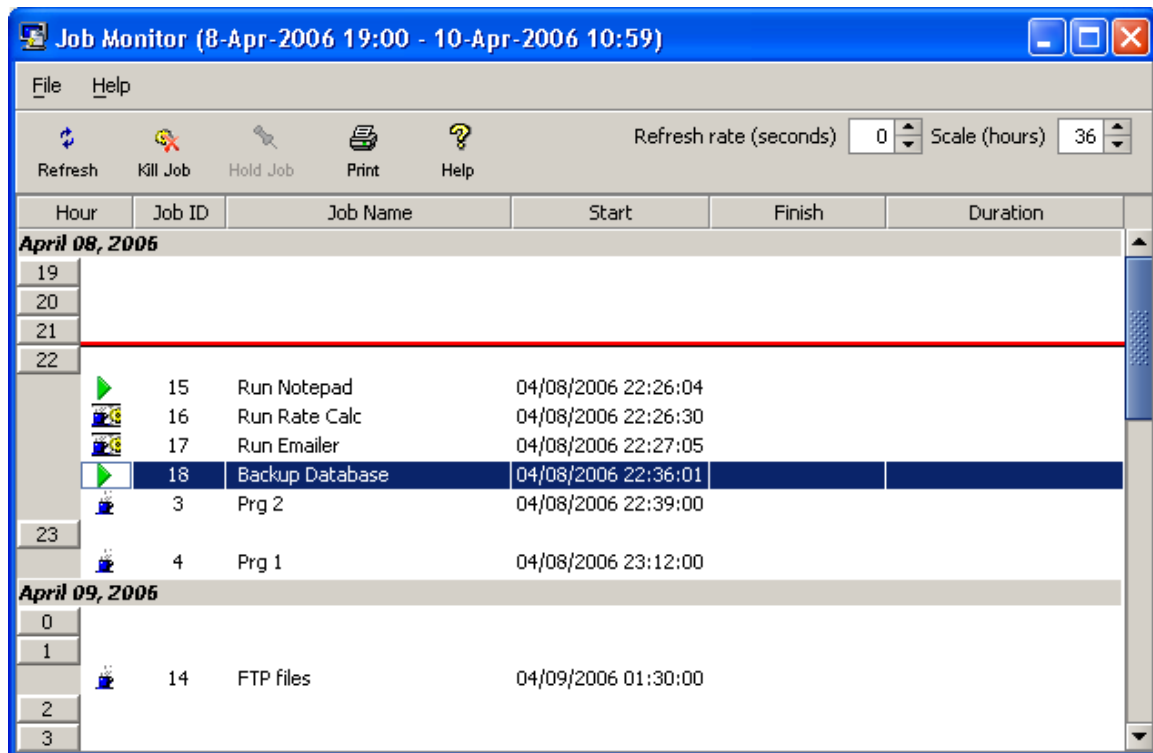 Job Monitor (8-Apr-2006 19:00 - 10-Apr-2006 10:59)
File Help
Refresh Kill Job Hold Job Print Help Refresh rate (seconds) 0 Scale (hours) 36
Hour Job ID Job Name Start Finish Duration
April 08, 2006
19
20
21
22
15 Run Notepad 04/08/2006 22:26:04
16 Run Rate Calc 04/08/2006 22:26:30
17 Run Emailer 04/08/2006 22:27:05
18 Backup Database 04/08/2006 22:36:01
3 Prg 2 04/08/2006 22:39:00
23
4 Prg 1 04/08/2006 23:12:00
April 09, 2006
0
1
14 FTP files 04/09/2006 01:30:00
2
3